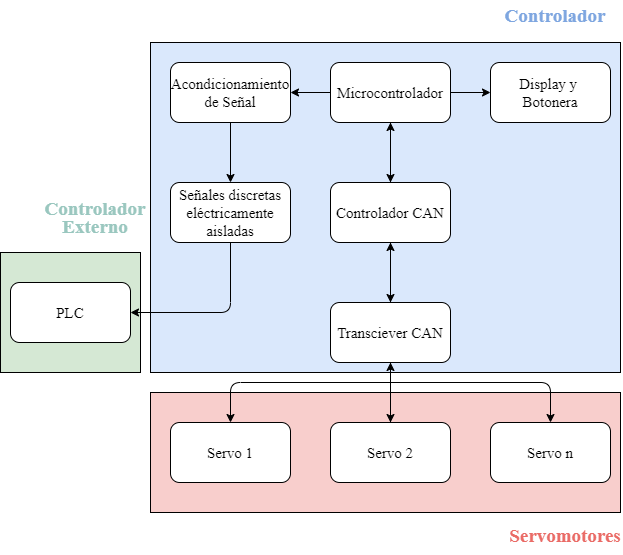 Controlador
Acondicionamiento
de Señal
Microcontrolador
Display y
Botonera
Señales discretas
eléctricamente
aisladas
Controlador CAN
Controlador
Externo
PLC
Transciever CAN
Servo 1
Servo 2
Servo n
Servomotores